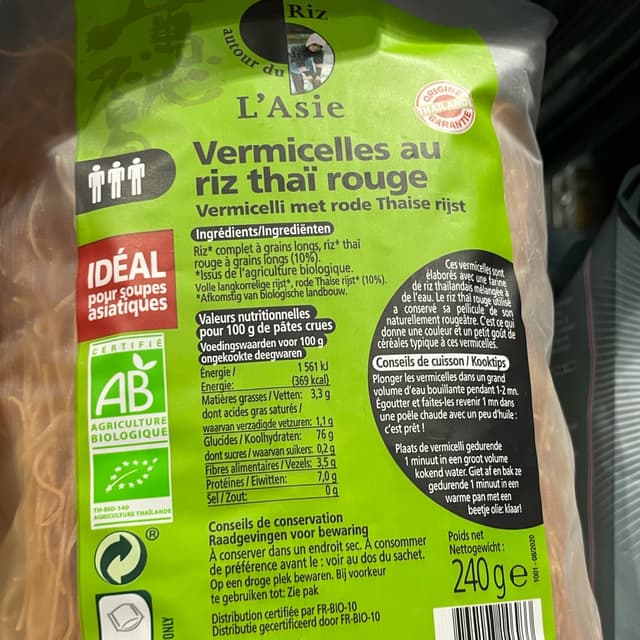 Riz
autour du
L'Asie
ORIGINE
THAÏLAND
GARANTIE
Vermicelles au
riz thaï rouge
Vermicelli met rode Thaise rijst
IDÉAL
pour soupes
asiatiques
Ingrédients/Ingrediënten
Riz* complet à grains longs, riz* thaï
rouge à grains longs (10%).
*Issus de l'agriculture biologique.
Volle langkorrelige rijst*, rode Thaise rijst* (10%).
*Afkomstig van biologische landbouw.
Valeurs nutritionnelles
pour 100 g de pâtes crues
Voedingswaarden voor 100 g
ongekookte deegwaren
Énergie / 1 561 kJ
Energie: (369 kcal)
Matières grasses / Vetten: 3,3 g
dont acides gras saturés /
waarvan verzadigde vetzuren: 1,1 g
Glucides / Koolhydraten: 76 g
dont sucres / waarvan suikers: 0,2 g
Fibres alimentaires / Vezels: 3,5 g
Protéines / Eiwitten: 7,0 g
Sel / Zout: 0 g
Ces vermicelles sont
élaborés avec une farine
de riz thaïlandais mélangée à
de l'eau. Le riz thaï rouge utilisé
a conservé sa pellicule de son
naturellement rougeâtre. C'est ce qui
donne une couleur et un petit goût de
céréales typique à ces vermicelles.
Conseils de cuisson / Kooktips
Plonger les vermicelles dans un grand
volume d'eau bouillante pendant 1-2 mn.
Égoutter et faites-les revenir 1 mn dans
une poêle chaude avec un peu d'huile :
c'est prêt !
Plaats de vermicelli gedurende
1 minuut in een groot volume
kokend water. Giet af en bak ze
gedurende 1 minuut in een
warme pan met een
beetje olie: klaar!
CERTIFIÉ
AB
AGRICULTURE
BIOLOGIQUE
TH-BIO-140
AGRICULTURE THAÏLANDE
®
Conseils de conservation
Raadgevingen voor bewaring
À conserver dans un endroit sec. À consommer
de préférence avant le : voir au dos du sachet.
Op een droge plek bewaren. Bij voorkeur
te gebruiken tot: Zie pak
Distribution certifiée par FR-BIO-10
Distributie gecertificeerd door FR-BIO-10
Poids net
Nettogewicht :
240 g e
1001 - 08/2020